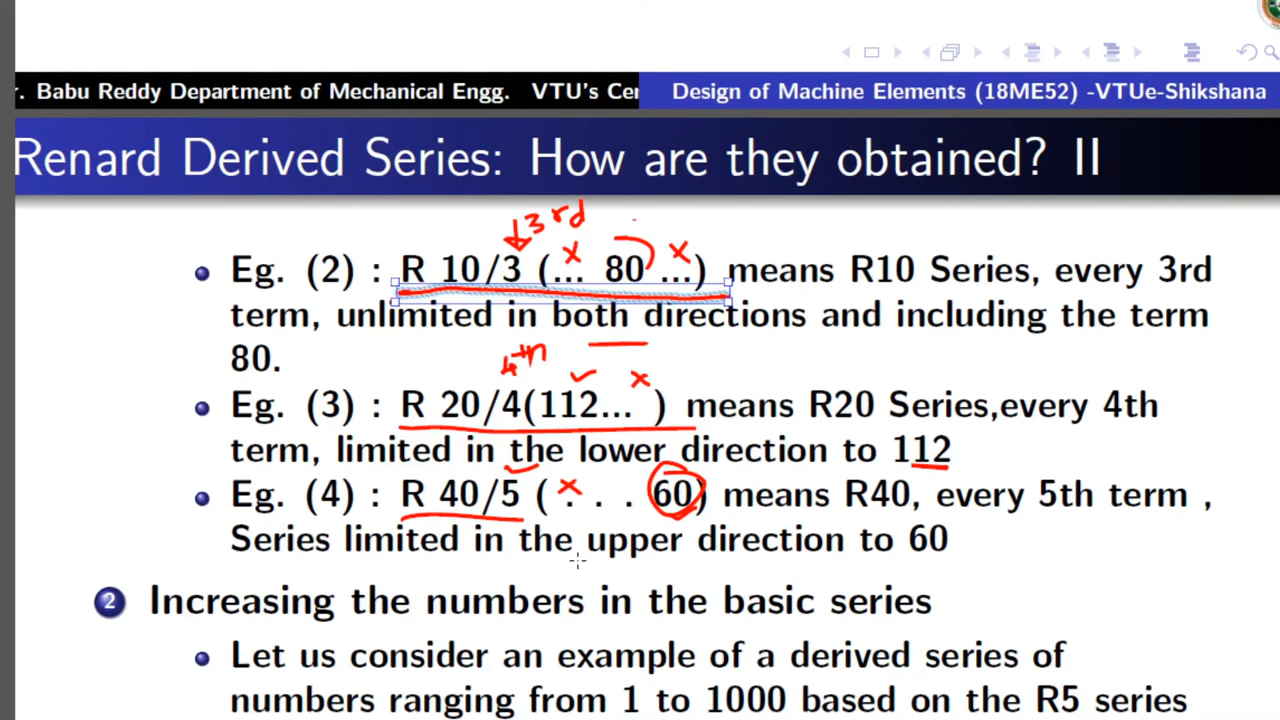 r. Babu Reddy Department of Mechanical Engg. VTU's Cer Design of Machine Elements (18ME52) -VTUe-Shikshana
Renard Derived Series: How are they obtained? II
3rd
x x
Eg. (2) : R 10/3 (... 80 ...) means R10 Series, every 3rd
term, unlimited in both directions and including the term
80.
4th
✓ x
Eg. (3) : R 20/4(112... ) means R20 Series,every 4th
term, limited in the lower direction to 112
Eg. (4) : R 40/5 ( . . . 60) means R40, every 5th term ,
x
Series limited in the upper direction to 60
2 Increasing the numbers in the basic series
Let us consider an example of a derived series of
numbers ranging from 1 to 1000 based on the R5 series